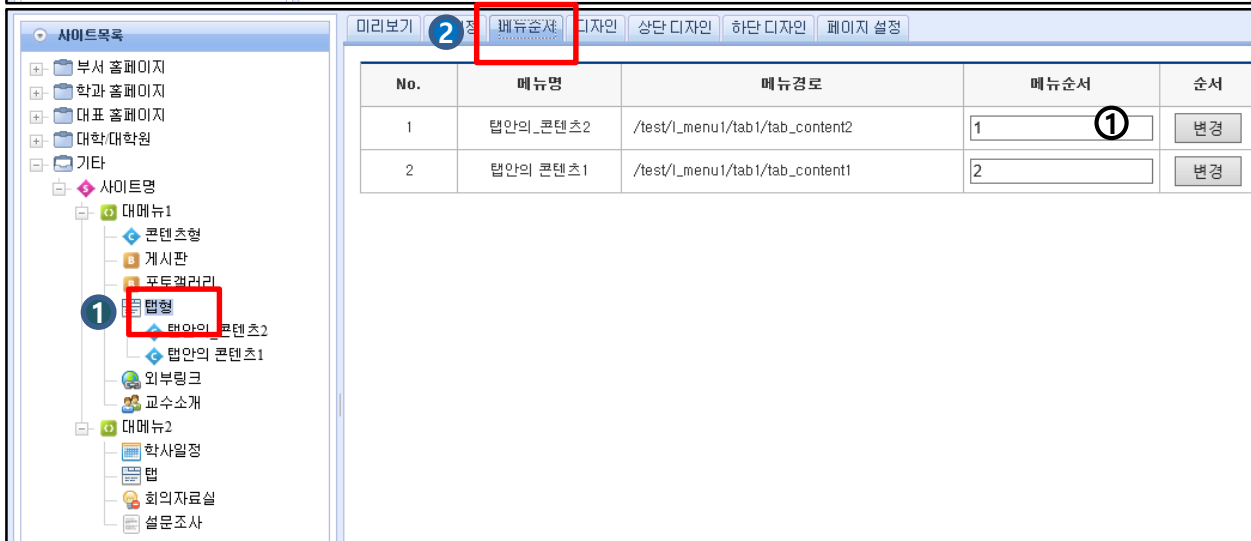 사이트목록
부서 홈페이지
학과 홈페이지
대표 홈페이지
대학/대학원
기타
사이트명
대메뉴1
콘텐츠형
게시판
포토갤러리
1 탭형
탭안의_콘텐츠2
탭안의 콘텐츠1
외부링크
교수소개
대메뉴2
학사일정
탭
회의자료실
설문조사
미리보기 2 정 메뉴순서 디자인 상단 디자인 하단 디자인 페이지 설정
No. 메뉴명 메뉴경로 메뉴순서 순서
1 탭안의_콘텐츠2 /test/l_menu1/tab1/tab_content2 1 ① 변경
2 탭안의 콘텐츠1 /test/l_menu1/tab1/tab_content1 2 변경